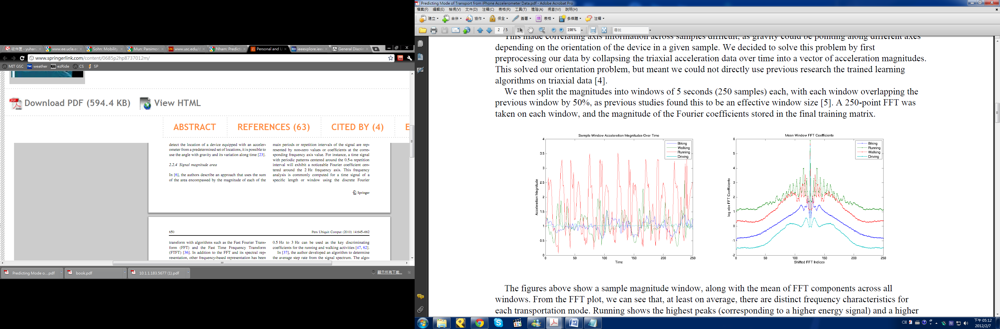 收件匣 - yuhan
www.ee.ucla.ed
Sohn: Mobility
Mun: Parsimon
www.usc.edu/d
Nham: Predicti
Personal and U
ieeexplore.ieee
General Discrim
www.springerlink.com/content/0685p2hp8737012m/
MIT GSC
weather
ezRide
CS
SP
Download PDF (594.4 KB)
View HTML
ABSTRACT
REFERENCES (63)
CITED BY (4)
E
detect the location of a device equipped with an acceler-
ometer from a predetermined set of locations, it is possible to
use the angle with gravity and its variation along time [23].
2.2.4 Signal magnitude area
In [6], the authors describe an approach that uses the sum
of the area encompassed by the magnitude of each of the
main periods or repetition intervals of the signal are rep-
resented by non-zero values or coefficients at the corre-
sponding frequency axis value. For instance, a time signal
with periodic patterns centered around the 0.5-s repetition
interval will exhibit a noticeable Fourier coefficient cen-
tered around the 2 Hz frequency axis. This frequency
analysis is commonly computed for a time signal of a
specific length or window using the discrete Fourier
Springer
650
Pers Ubiquit Comput (2010) 14:645–662
transform with algorithms such as the Fast Fourier Trans-
form (FFT) and the Fast Time Frequency Transform
(FTFT) [36]. In addition to the FFT and its spectral rep-
resentation, other frequency-based representation has been
0.5 Hz to 3 Hz can be used as the key discriminating
coefficients for the running and walking activities [47, 62].
In [37], the author developed an algorithm to determine
the average step rate from the signal spectrum. The algo-
Predicting Mode o....pdf
book.pdf
10.1.1.183.5677 (1).pdf
顯示所有下載...
Predicting Mode of Transport from iPhone Accelerometer Data.pdf - Adobe Acrobat Pro
檔案(F) 編輯(E) 檢視(V) 文件(D) 注釋(C) 表格(R) 工具(T) 進階(A) 視窗(W) 說明(H)
建立 合併 協作 保全 簽署 表格 多媒體 注釋
2 / 5
198%
尋找
This made correlating axis information across samples difficult, as gravity could be pointing along different axes
depending on the orientation of the device in a given sample. We decided to solve this problem by first
preprocessing our data by collapsing the triaxial acceleration data over time into a vector of acceleration magnitudes.
This solved our orientation problem, but meant we could not directly use previous research the trained learning
algorithms on triaxial data [4].
We then split the magnitudes into windows of 5 seconds (250 samples) each, with each window overlapping the
previous window by 50%, as previous studies found this to be an effective window size [5]. A 250-point FFT was
taken on each window, and the magnitude of the Fourier coefficients stored in the final training matrix.
Sample Window Acceleration Magnitudes Over Time
Biking
Walking
Running
Driving
Acceleration Magnitude
4
3.5
3
2.5
2
1.5
1
0.5
0
0 50 100 150 200 250
Time
Mean Window FFT Coefficients
Biking
Running
Walking
Driving
log abs FFT Coefficients
6
5
4
3
2
1
0
-1
-2
0 50 100 150 200 250
Shifted FFT Indices
The figures above show a sample magnitude window, along with the mean of FFT components across all
windows. From the FFT plot, we can see that, at least on average, there are distinct frequency characteristics for
each transportation mode. Running shows the highest peaks (corresponding to a higher energy signal) and a higher
321
CH
下午 05:12
2012/2/7